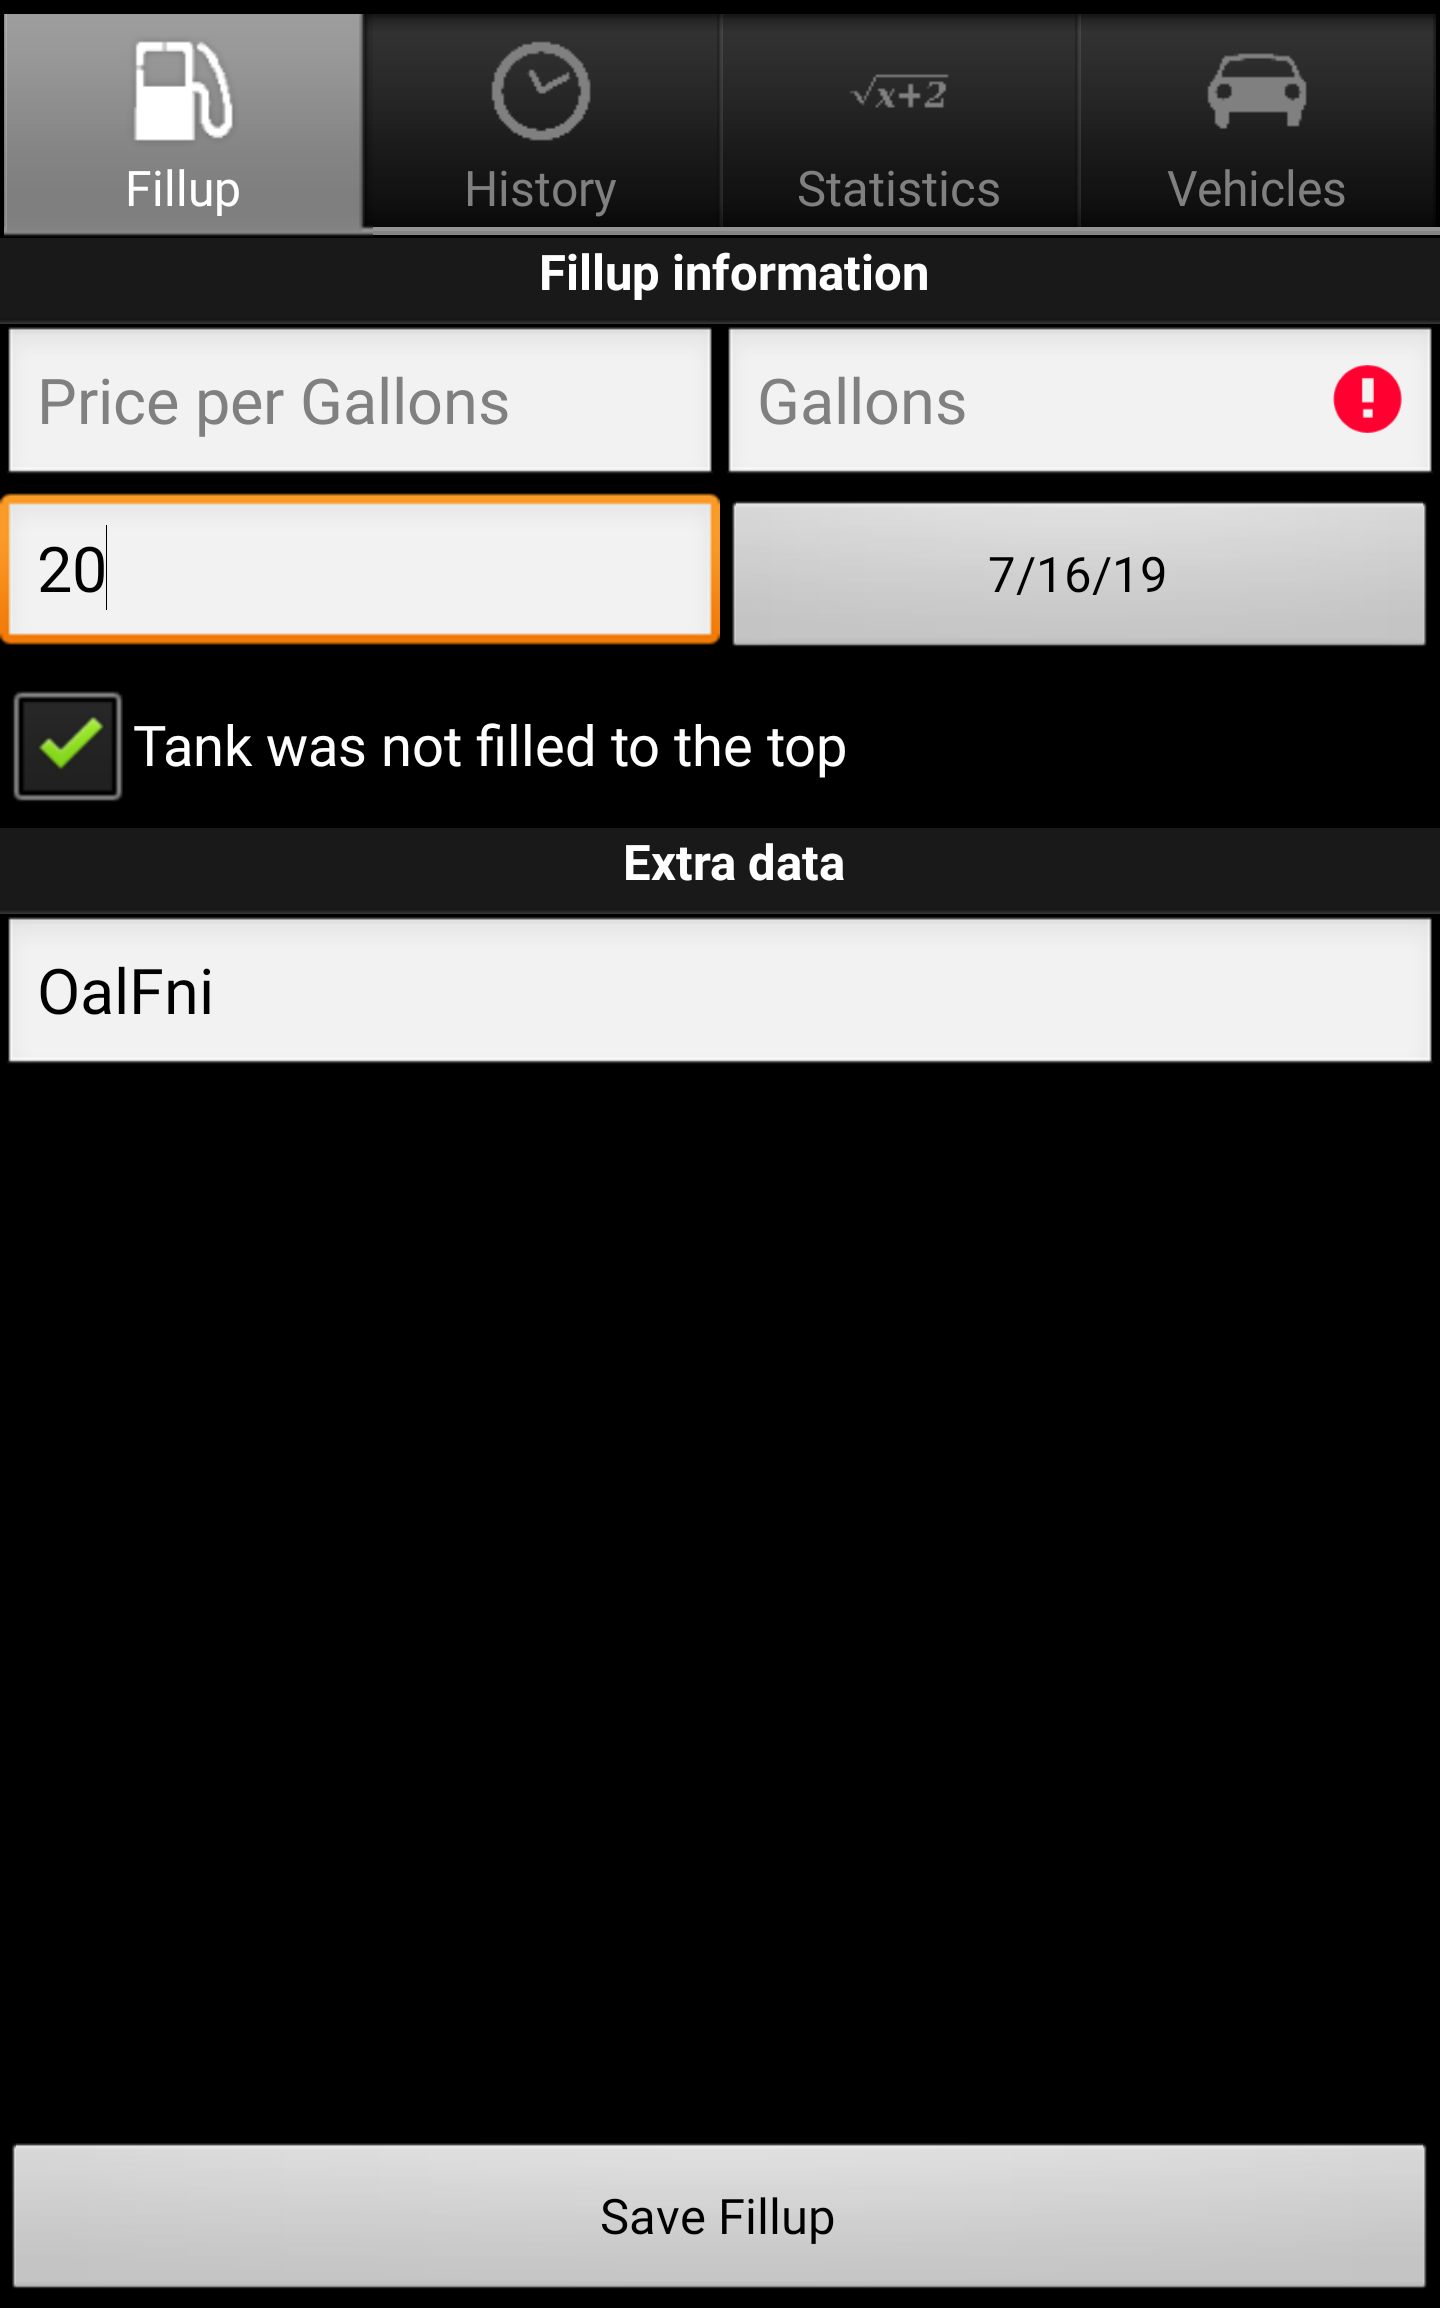 Fillup
History
√x+2
Statistics
Vehicles
Fillup information
Price per Gallons
Gallons
20
7/16/19
Tank was not filled to the top
Extra data
OalFni
Save Fillup